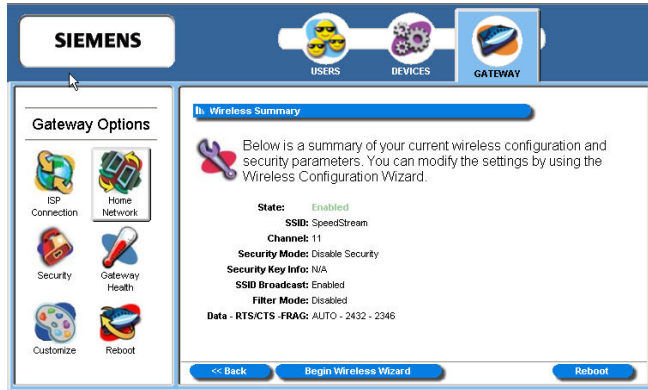 SIEMENS
USERS
DEVICES
GATEWAY
Gateway Options
ISP
Connection
Home
Network
Security
Gateway
Health
Customize
Reboot
Wireless Summary
Below is a summary of your current wireless configuration and
security parameters. You can modify the settings by using the
Wireless Configuration Wizard.
State: Enabled
SSID: SpeedStream
Channel: 11
Security Mode: Disable Security
Security Key Info: N/A
SSID Broadcast: Enabled
Filter Mode: Disabled
Data - RTS/CTS -FRAG: AUTO - 2432 - 2346
<< Back
Begin Wireless Wizard
Reboot